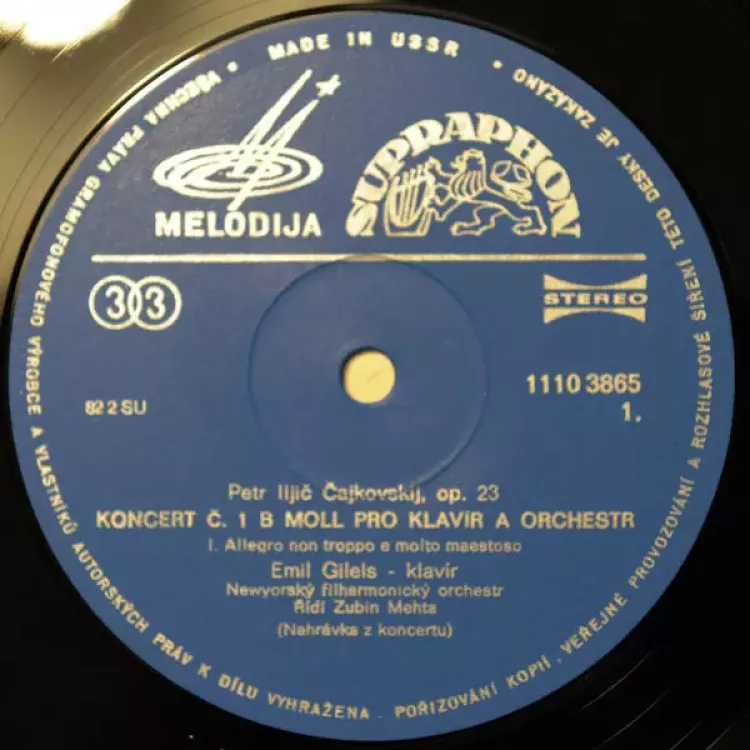 MADE IN USSR
VŠECHNA PRÁVA GRAMOFONOVÉHO VÝROBCE A VLASTNÍKŮ AUTORSKÝCH PRÁV K DÍLU VYHRAŽENA. POŘIZOVÁNÍ KOPIÍ, VEŘEJNÉ PROVOZOVÁNÍ A ROZHLASOVÉ ŠÍŘENÍ TÉTO DESKY JE ZAKÁZÁNO
MELODIJA
SUPRAPHON
33
STEREO
1110 3865
82 2 SU
1.
Petr Iljič Čajkovskij, op. 23
KONCERT Č. 1 B MOLL PRO KLAVÍR A ORCHESTR
I. Allegro non troppo e molto maestoso
Emil Gilels - klavír
Newyorský filharmonický orchestr
Řídí Zubin Mehta
(Nahrávka z koncertu)